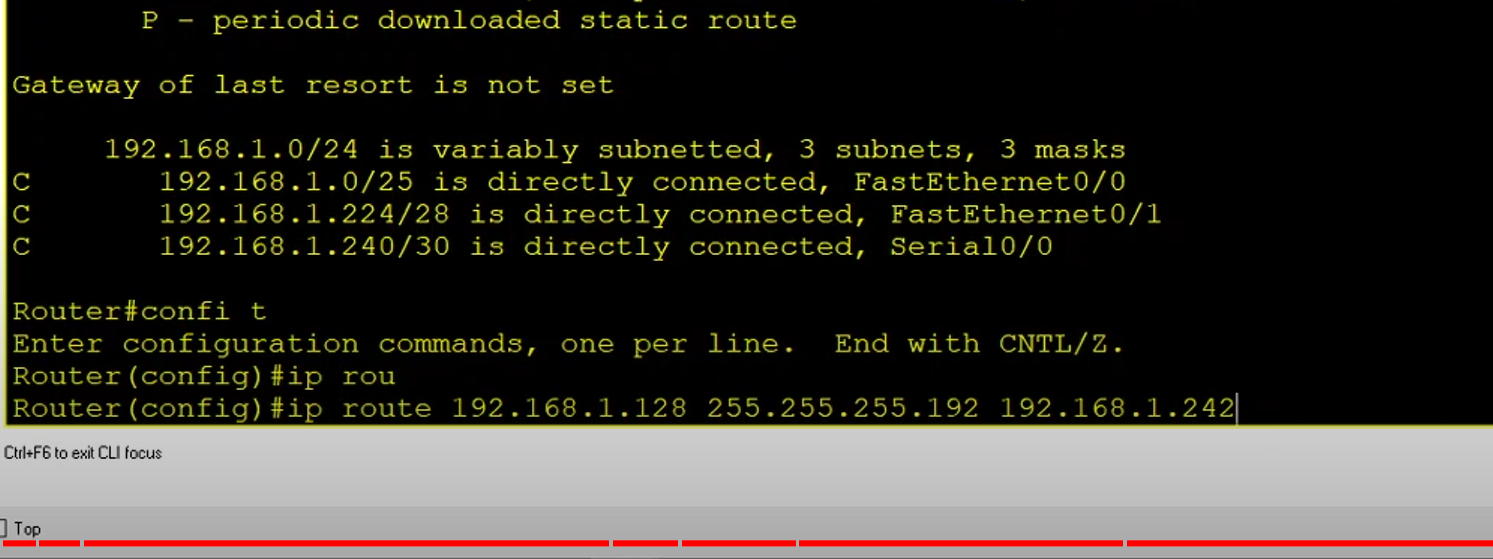 P - periodic downloaded static route
Gateway of last resort is not set
192.168.1.0/24 is variably subnetted, 3 subnets, 3 masks
C 192.168.1.0/25 is directly connected, FastEthernet0/0
C 192.168.1.224/28 is directly connected, FastEthernet0/1
C 192.168.1.240/30 is directly connected, Serial0/0
Router#confi t
Enter configuration commands, one per line. End with CNTL/Z.
Router(config)#ip rou
Router(config)#ip route 192.168.1.128 255.255.255.192 192.168.1.242
Ctrl+F6 to exit CLI focus
Top